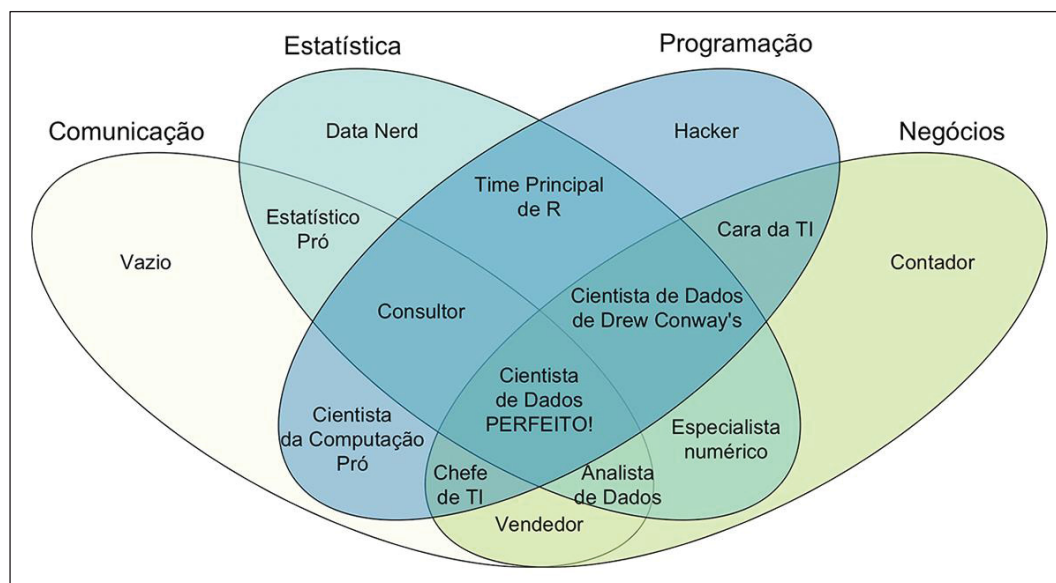 Estatística
Programação
Comunicação
Negócios
Data Nerd
Hacker
Time Principal
de R
Estatístico
Pró
Cara da TI
Vazio
Contador
Consultor
Cientista de Dados
de Drew Conway's
Cientista
de Dados
PERFEITO!
Cientista
da Computação
Pró
Especialista
numérico
Chefe
de TI
Analista
de Dados
Vendedor